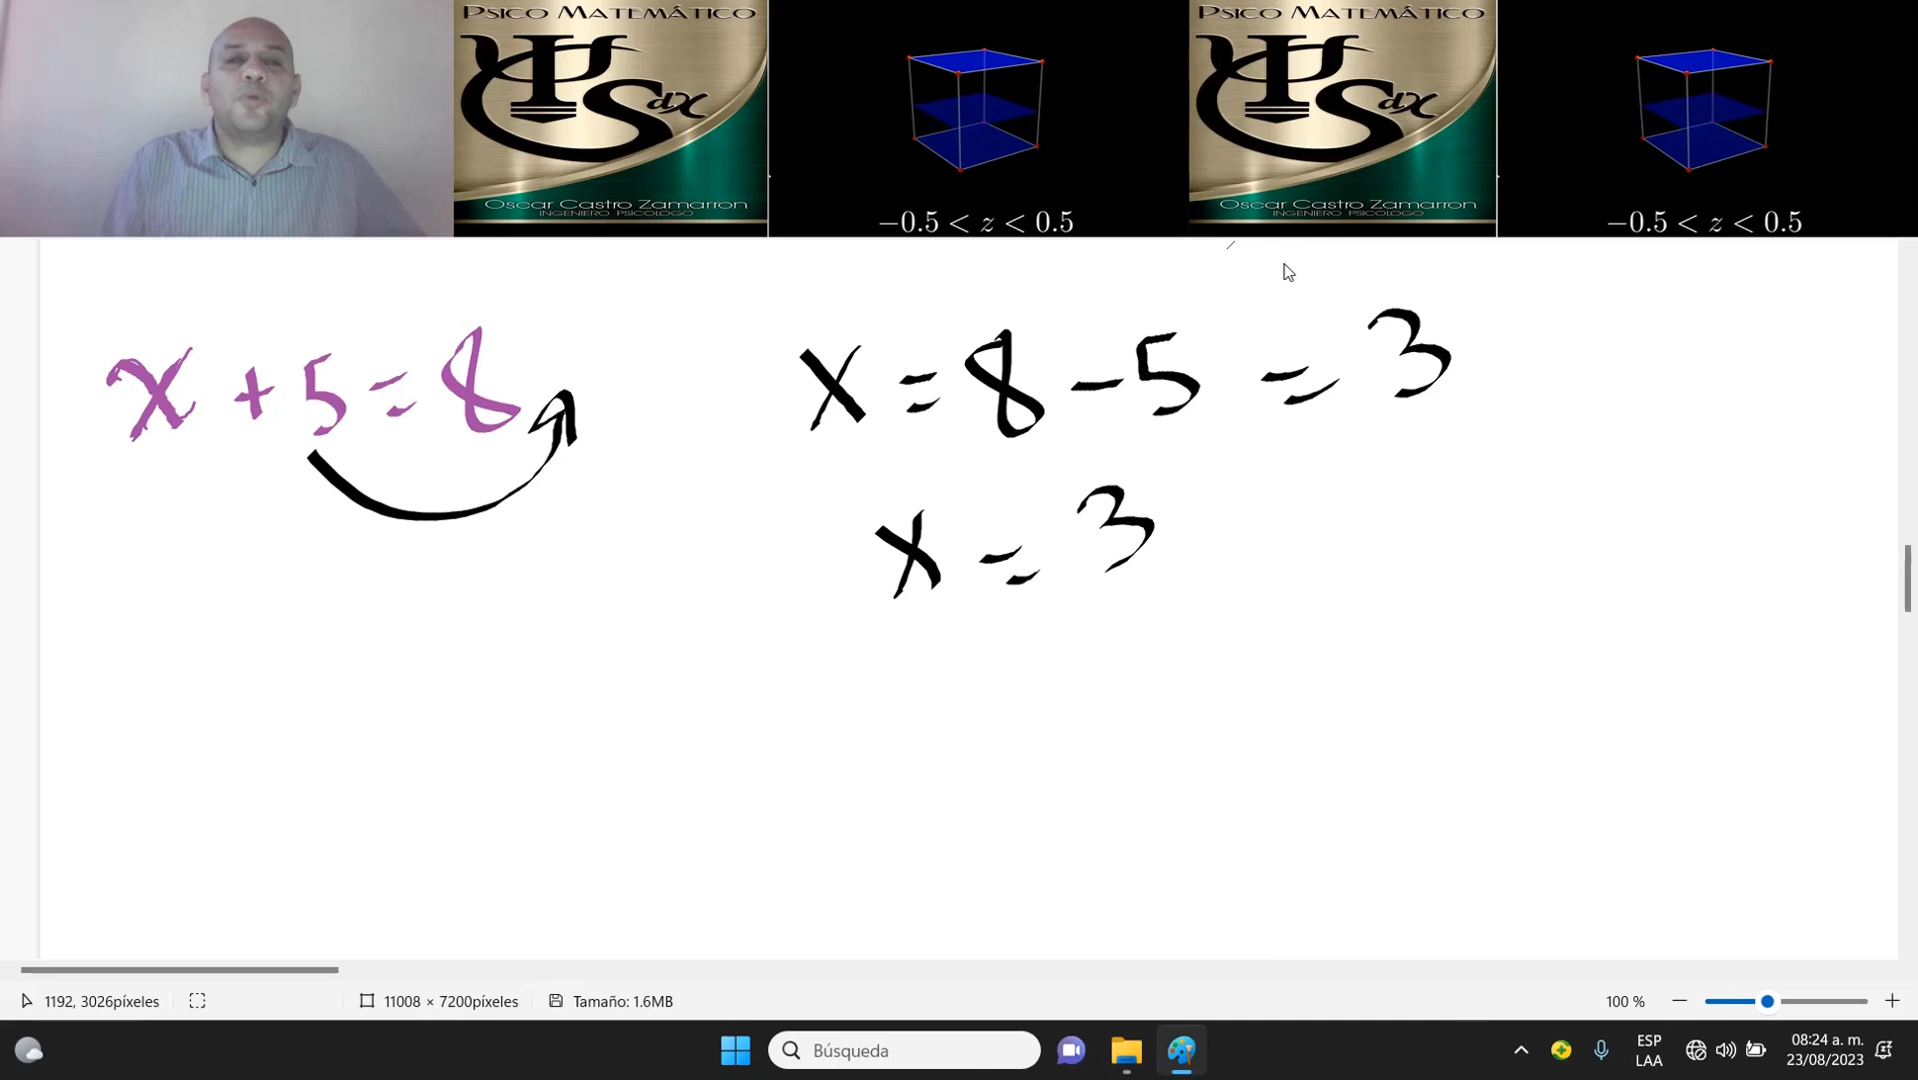 PSICO MATEMÁTICO
dx
Oscar Castro Zamarron
INGENIERO PSICOLOGO
−0.5 < z < 0.5
PSICO MATEMÁTICO
dx
Oscar Castro Zamarron
INGENIERO PSICOLOGO
−0.5 < z < 0.5
x + 5 = 8
x = 8 − 5 = 3
x = 3
1192, 3026píxeles
11008 × 7200píxeles
Tamaño: 1.6MB
100 %
Búsqueda
ESP
LAA
08:24 a. m.
23/08/2023